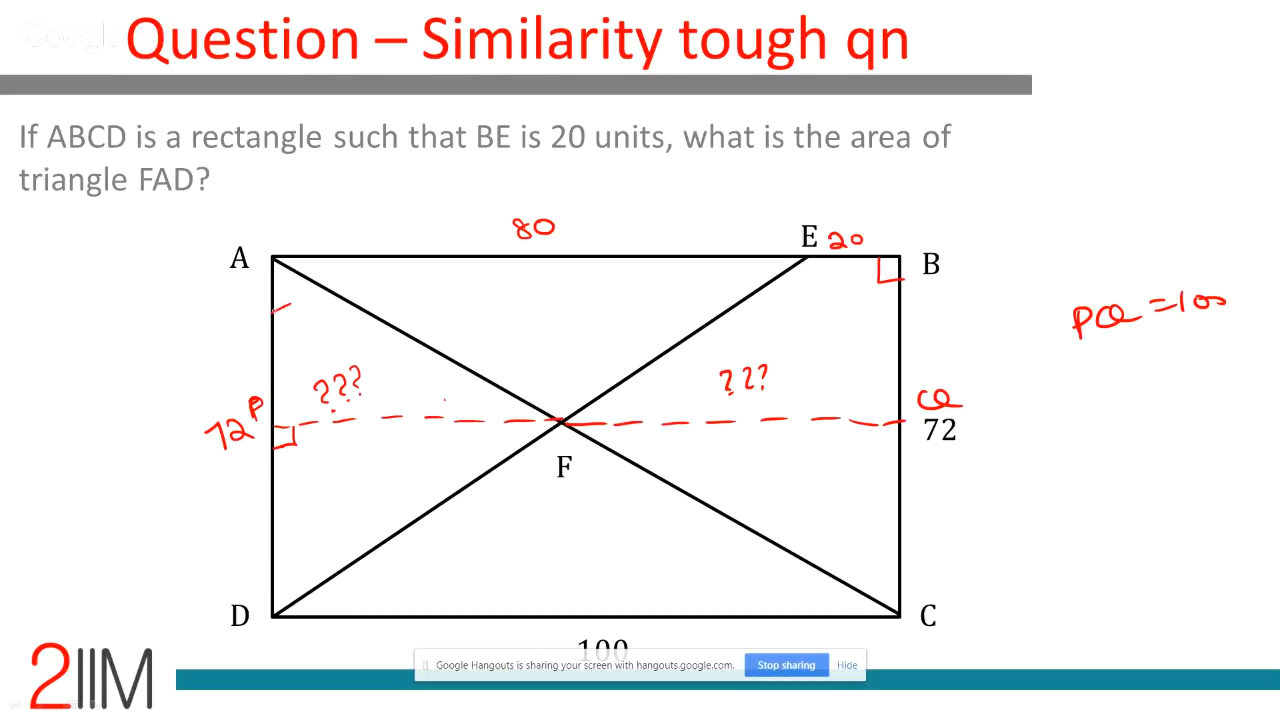 Google
Question – Similarity tough qn
If ABCD is a rectangle such that BE is 20 units, what is the area of
triangle FAD?
80
E 20
A
B
PQ = 100
???
???
P
Q
72
72
F
D
C
100
2IIM
Google Hangouts is sharing your screen with hangouts.google.com.
Stop sharing
Hide